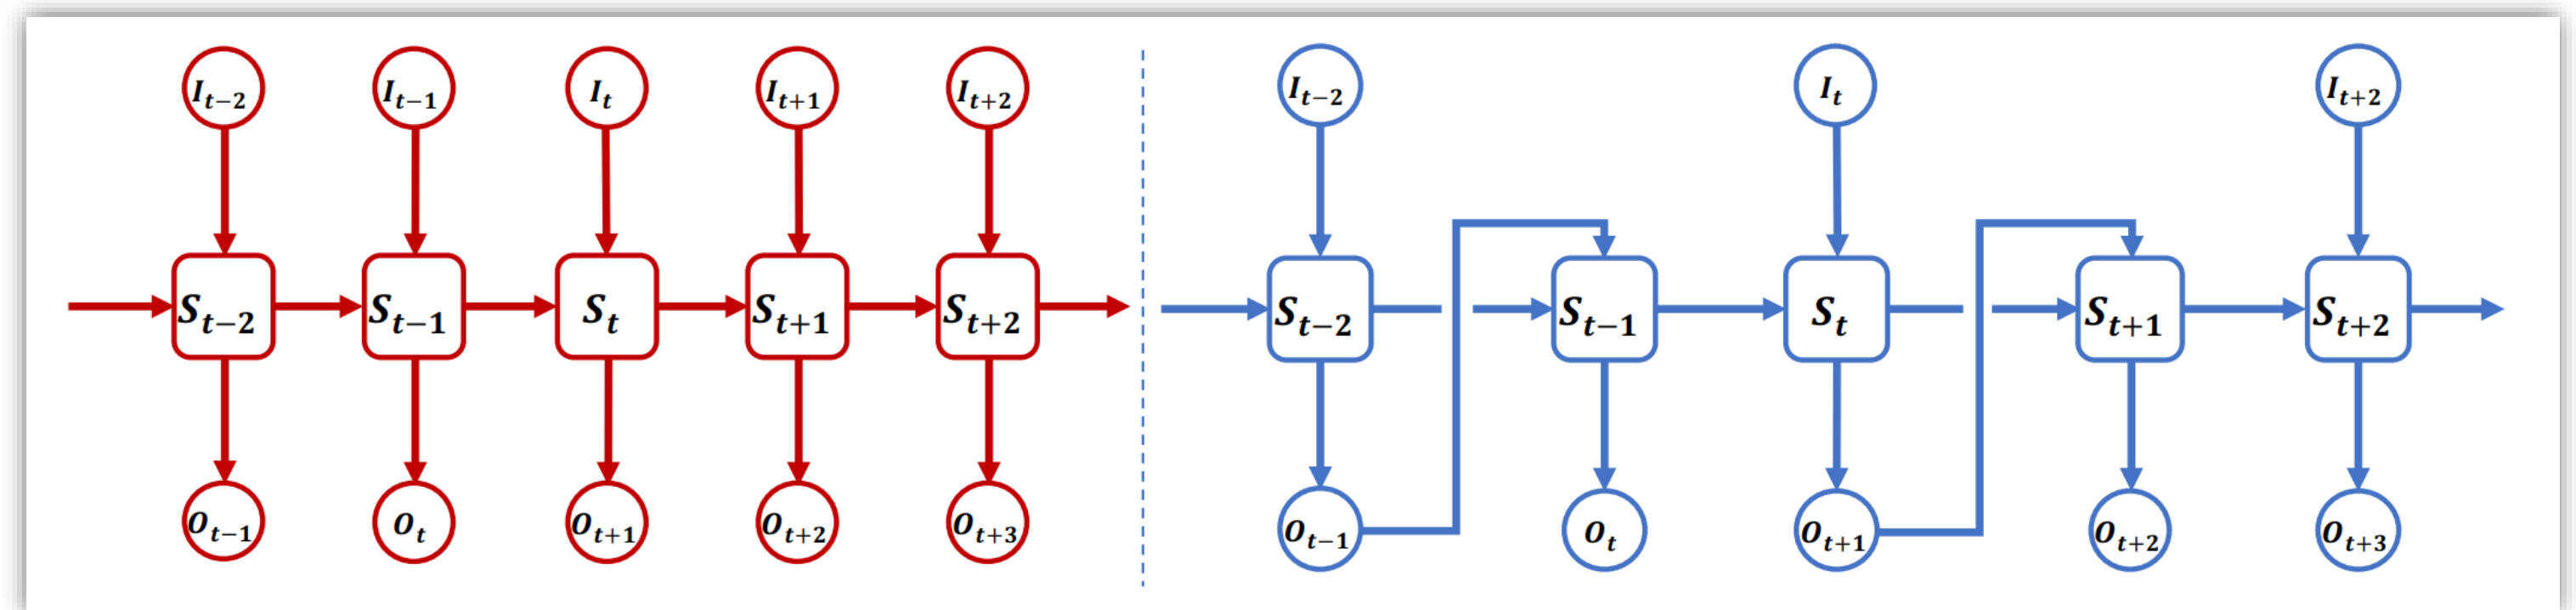 I_{t-2} I_{t-1} I_t I_{t+1} I_{t+2}
S_{t-2} S_{t-1} S_t S_{t+1} S_{t+2}
O_{t-1} O_t O_{t+1} O_{t+2} O_{t+3}
I_{t-2} I_t I_{t+2}
S_{t-2} S_{t-1} S_t S_{t+1} S_{t+2}
O_{t-1} O_t O_{t+1} O_{t+2} O_{t+3}